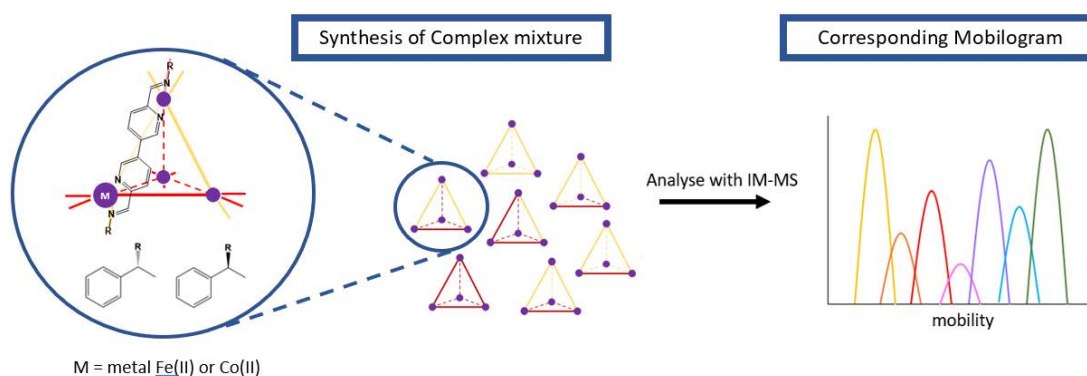 Synthesis of Complex mixture
Corresponding Mobilogram
R
N
N
M
N
N
R
R
R
Analyse with IM-MS
mobility
M = metal Fe(II) or Co(II)